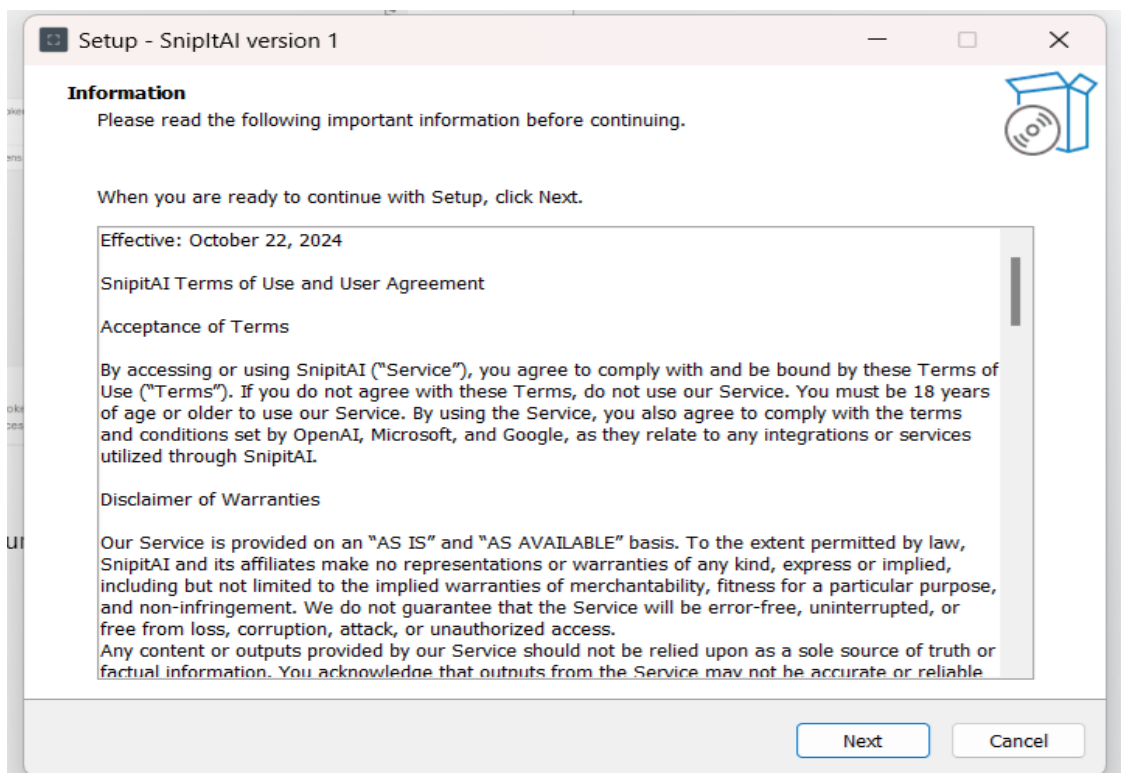 Setup - SnipItAI version 1
Information
Please read the following important information before continuing.
When you are ready to continue with Setup, click Next.
Effective: October 22, 2024
SnipitAI Terms of Use and User Agreement
Acceptance of Terms
By accessing or using SnipitAI (“Service”), you agree to comply with and be bound by these Terms of
Use (“Terms”). If you do not agree with these Terms, do not use our Service. You must be 18 years
of age or older to use our Service. By using the Service, you also agree to comply with the terms
and conditions set by OpenAI, Microsoft, and Google, as they relate to any integrations or services
utilized through SnipitAI.
Disclaimer of Warranties
Our Service is provided on an “AS IS” and “AS AVAILABLE” basis. To the extent permitted by law,
SnipitAI and its affiliates make no representations or warranties of any kind, express or implied,
including but not limited to the implied warranties of merchantability, fitness for a particular purpose,
and non-infringement. We do not guarantee that the Service will be error-free, uninterrupted, or
free from loss, corruption, attack, or unauthorized access.
Any content or outputs provided by our Service should not be relied upon as a sole source of truth or
factual information. You acknowledge that outputs from the Service may not be accurate or reliable
Next
Cancel